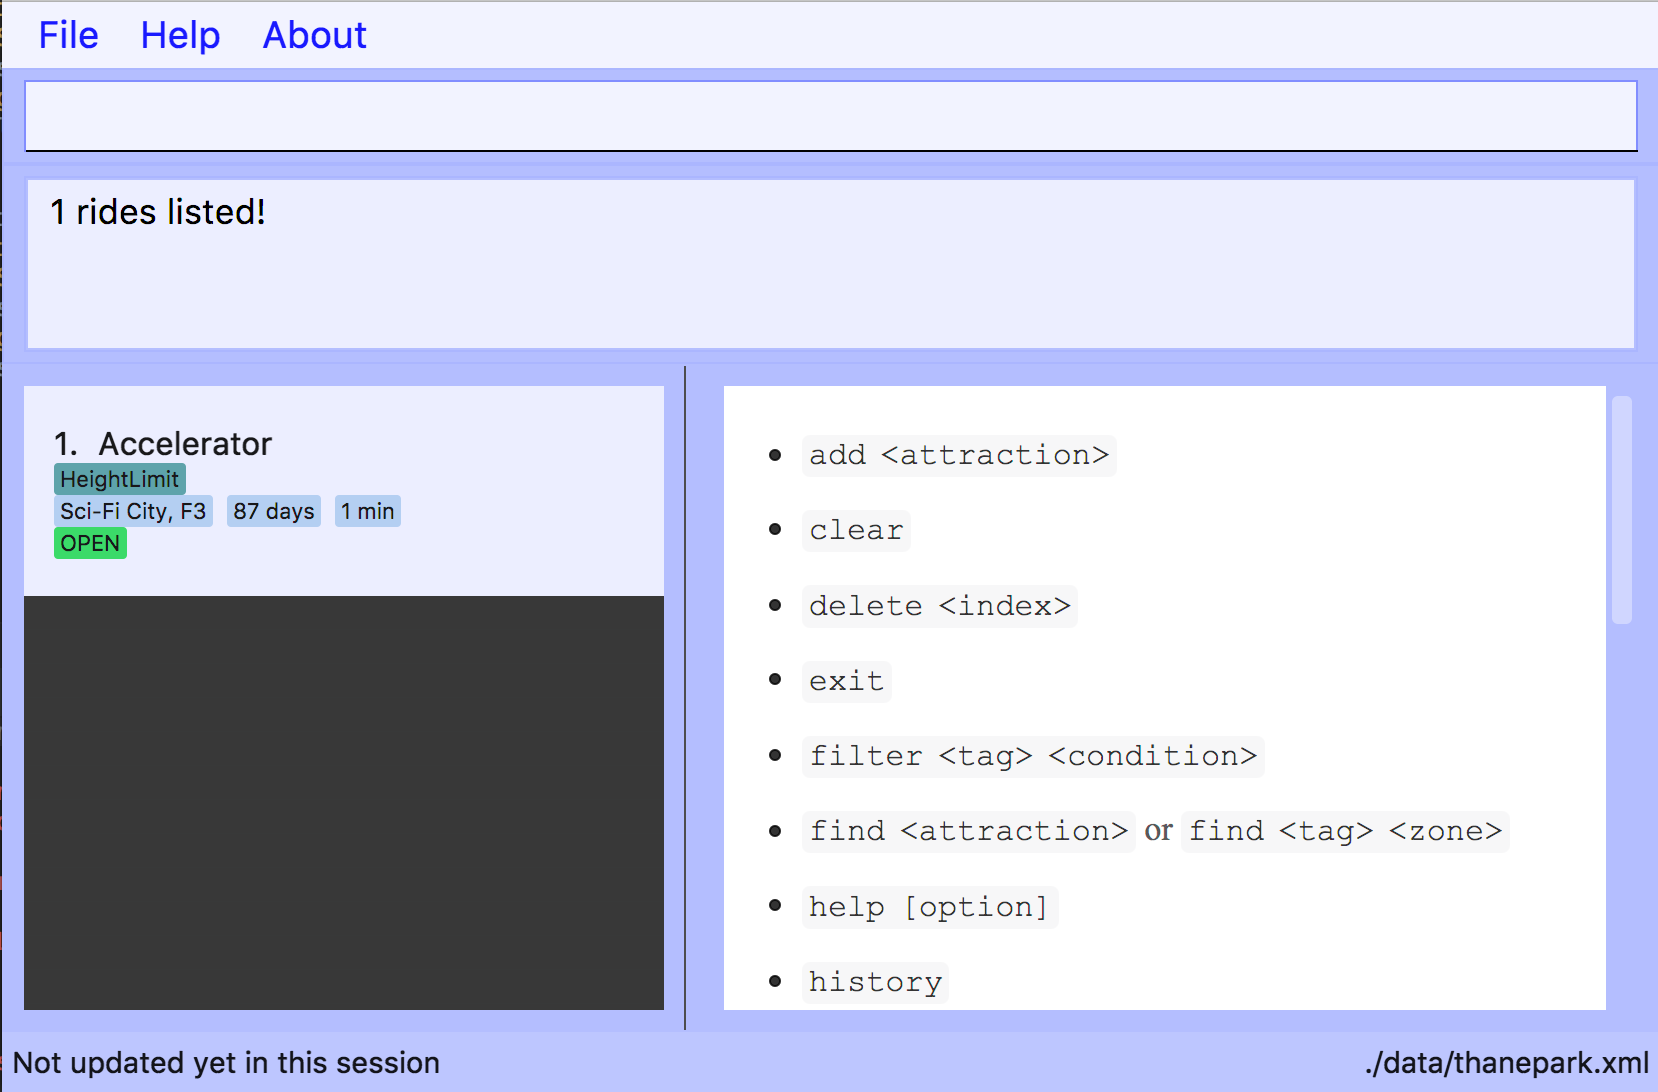 File Help About
1 rides listed!
1. Accelerator
HeightLimit
Sci-Fi City, F3 87 days 1 min
OPEN
add <attraction>
clear
delete <index>
exit
filter <tag> <condition>
find <attraction> or find <tag> <zone>
help [option]
history
Not updated yet in this session
./data/thanepark.xml